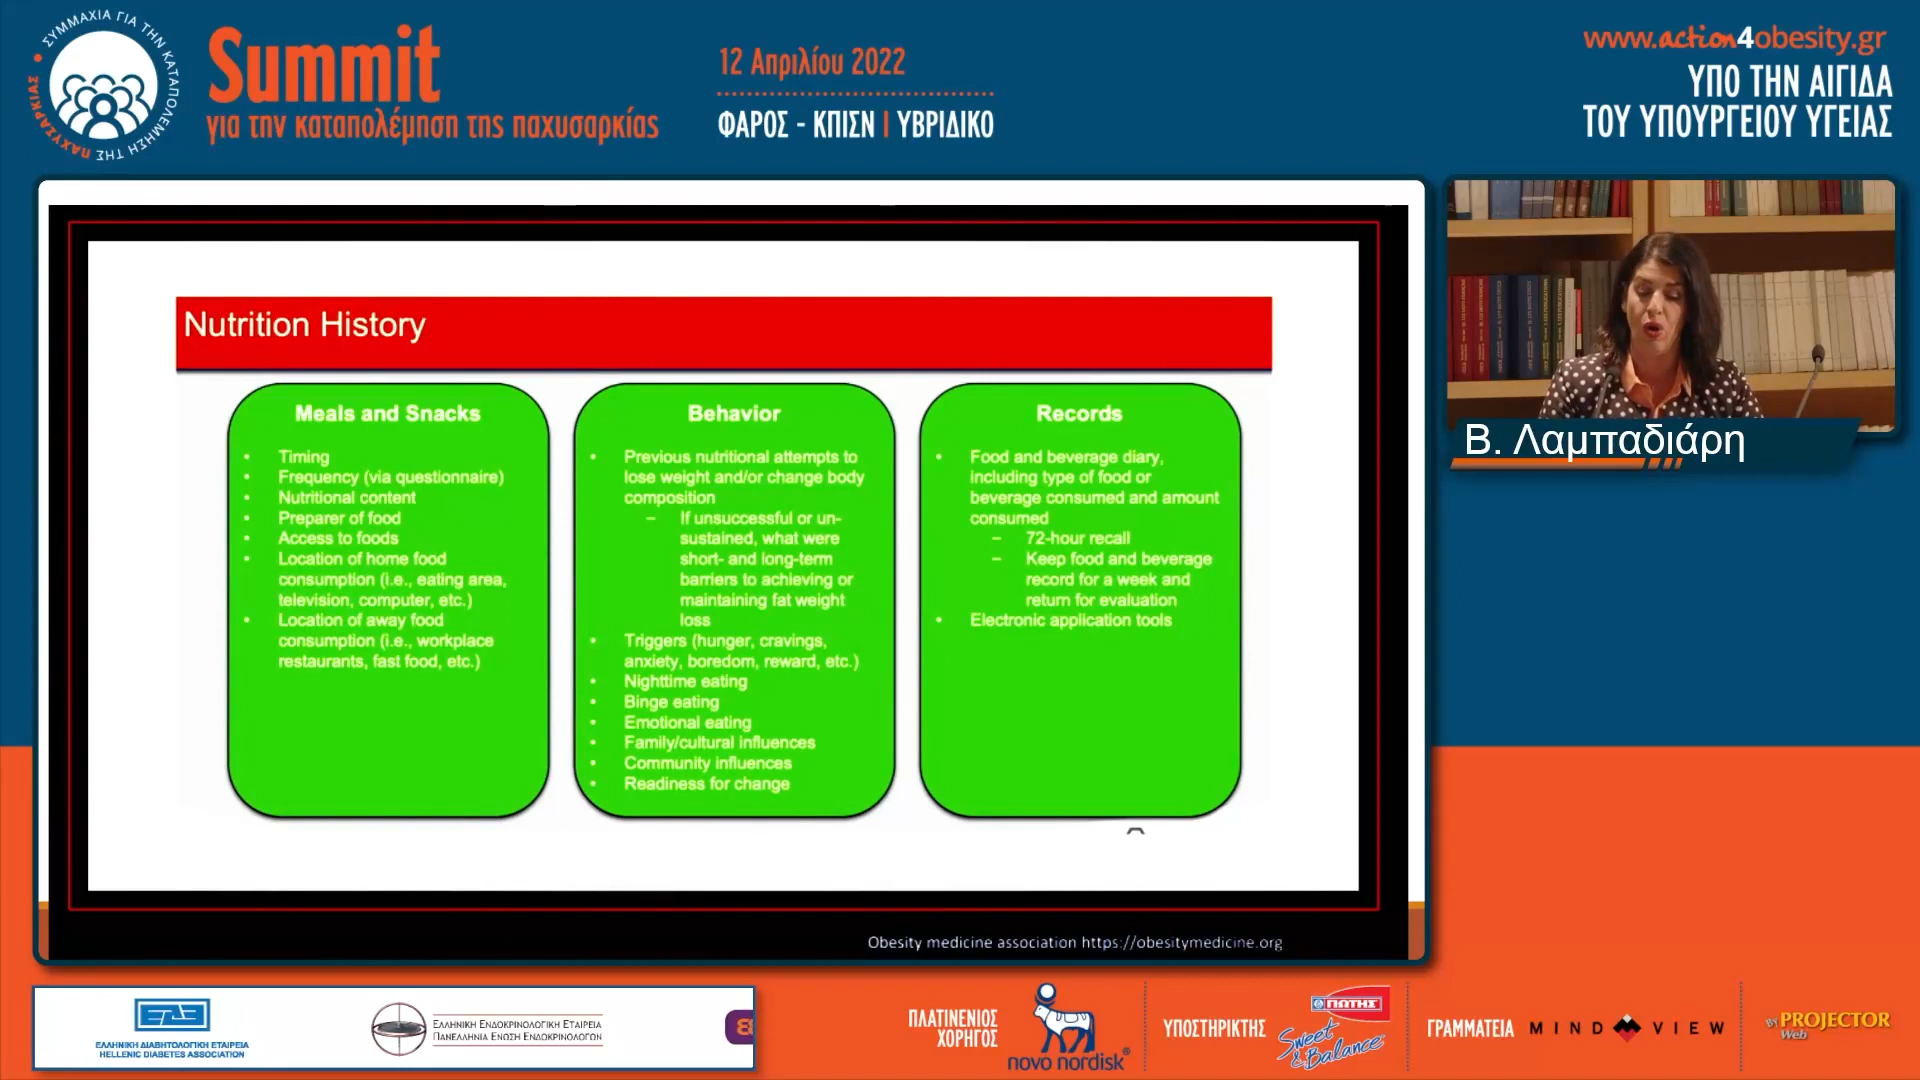 ΣΥΜΜΑΧΙΑ ΓΙΑ ΤΗΝ ΚΑΤΑΠΟΛΕΜΗΣΗ ΤΗΣ ΠΑΧΥΣΑΡΚΙΑΣ
Summit
για την καταπολέμηση της παχυσαρκίας
12 Απριλίου 2022
ΦΑΡΟΣ - ΚΠΙΣΝ | ΥΒΡΙΔΙΚΟ
www.action4obesity.gr
ΥΠΟ ΤΗΝ ΑΙΓΙΔΑ
ΤΟΥ ΥΠΟΥΡΓΕΙΟΥ ΥΓΕΙΑΣ
Nutrition History
Meals and Snacks
• Timing
• Frequency (via questionnaire)
• Nutritional content
• Preparer of food
• Access to foods
• Location of home food
consumption (i.e., eating area,
television, computer, etc.)
• Location of away food
consumption (i.e., workplace
restaurants, fast food, etc.)
Behavior
• Previous nutritional attempts to
lose weight and/or change body
composition
– If unsuccessful or un-
sustained, what were
short- and long-term
barriers to achieving or
maintaining fat weight
loss
• Triggers (hunger, cravings,
anxiety, boredom, reward, etc.)
• Nighttime eating
• Binge eating
• Emotional eating
• Family/cultural influences
• Community influences
• Readiness for change
Records
• Food and beverage diary,
including type of food or
beverage consumed and amount
consumed
– 72-hour recall
– Keep food and beverage
record for a week and
return for evaluation
• Electronic application tools
Obesity medicine association https://obesitymedicine.org
Β. Λαμπαδιάρη
ΕΛΛΗΝΙΚΗ ΔΙΑΒΗΤΟΛΟΓΙΚΗ ΕΤΑΙΡΕΙΑ
HELLENIC DIABETES ASSOCIATION
ΕΛΛΗΝΙΚΗ ΕΝΔΟΚΡΙΝΟΛΟΓΙΚΗ ΕΤΑΙΡΕΙΑ
ΠΑΝΕΛΛΗΝΙΑ ΕΝΩΣΗ ΕΝΔΟΚΡΙΝΟΛΟΓΩΝ
ΠΛΑΤΙΝΕΝΙΟΣ
ΧΟΡΗΓΟΣ
novo nordisk®
ΥΠΟΣΤΗΡΙΚΤΗΣ
ΓΙΩΤΗΣ
Sweet
& Balance
ΓΡΑΜΜΑΤΕΙΑ
MIND VIEW
By PROJECTOR
Web